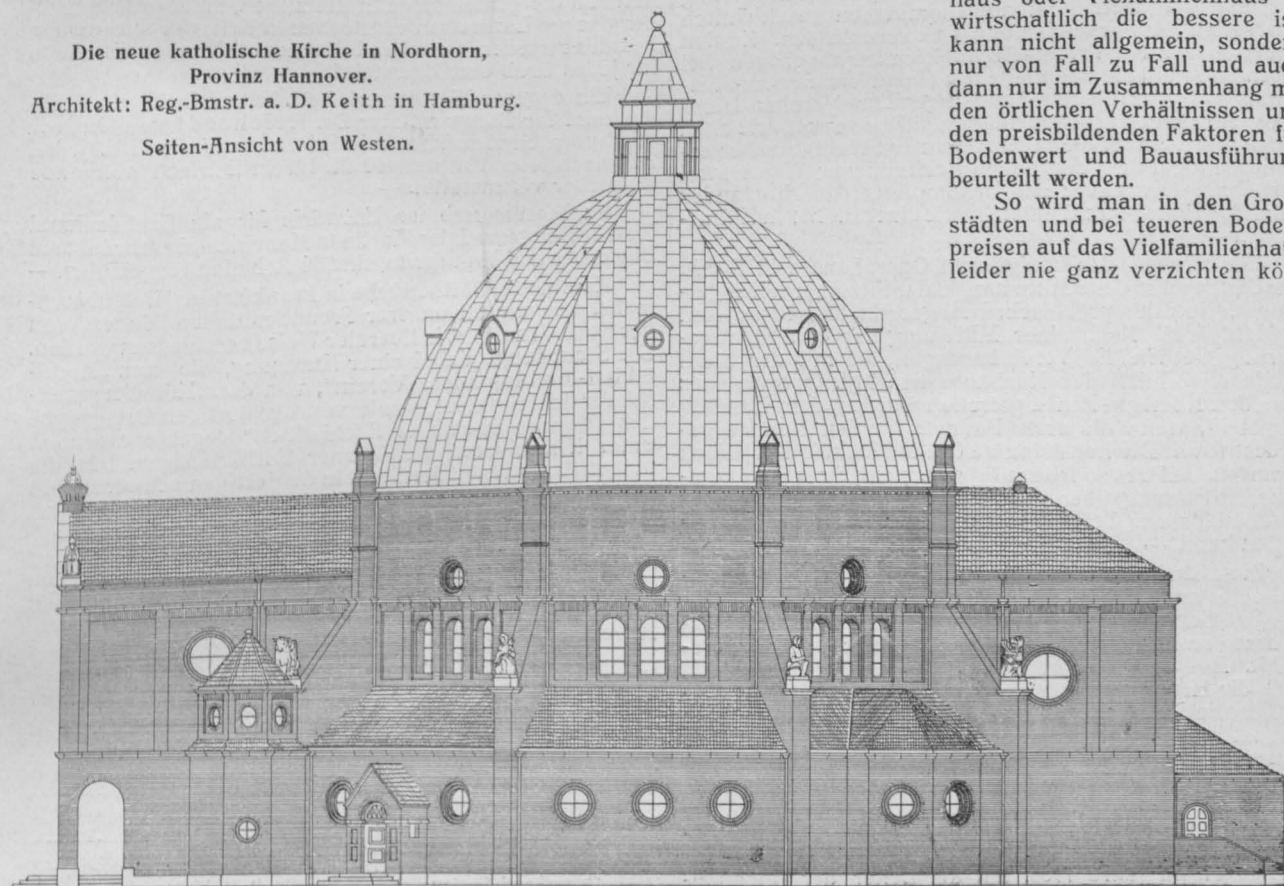 Die neue katholische Kirche in Nordhorn,
Provinz Hannover.
Architekt: Reg.-Bmstr. a. D. Keith in Hamburg.
Seiten-Ansicht von Westen.
wirtschaftlich die bessere is
kann nicht allgemein, sonder
nur von Fall zu Fall und auc
dann nur im Zusammenhang m
den örtlichen Verhältnissen un
den preisbildenden Faktoren f
Bodenwert und Bauausführun
beurteilt werden.
So wird man in den Gro
städten und bei teueren Bode
preisen auf das Vielfamilienha
leider nie ganz verzichten kö